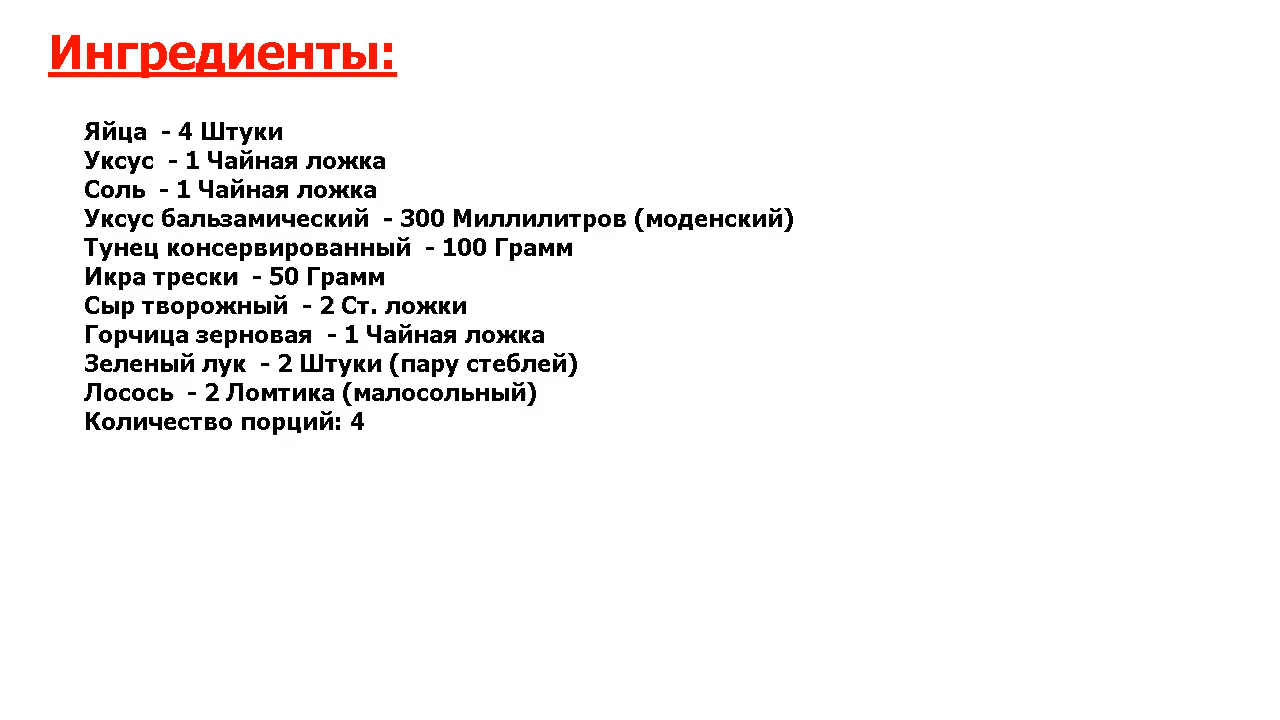 Ингредиенты:
Яйца - 4 Штуки
Уксус - 1 Чайная ложка
Соль - 1 Чайная ложка
Уксус бальзамический - 300 Миллилитров (моденский)
Тунец консервированный - 100 Грамм
Икра трески - 50 Грамм
Сыр творожный - 2 Ст. ложки
Горчица зерновая - 1 Чайная ложка
Зеленый лук - 2 Штуки (пару стеблей)
Лосось - 2 Ломтика (малосольный)
Количество порций: 4